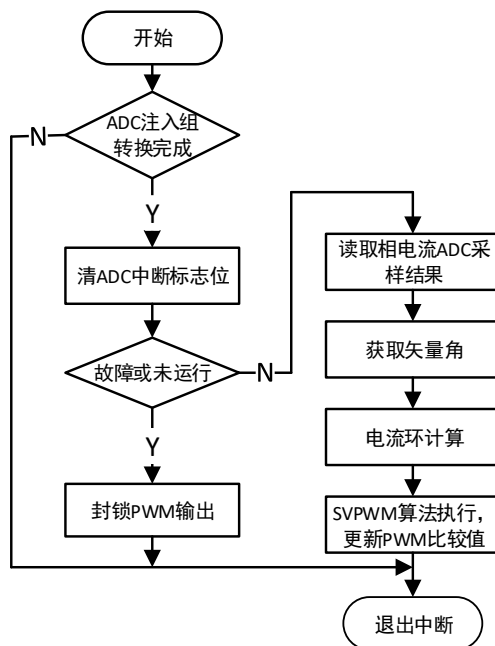 开始
ADC注入组
转换完成
N
Y
清ADC中断标志位
故障或未运行
N
Y
封锁PWM输出
读取相电流ADC采
样结果
获取矢量角
电流环计算
SVPWM算法执行，
更新PWM比较值
退出中断